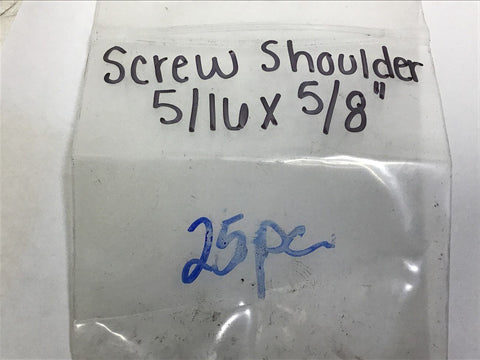 Screw Shoulder
5/16 x 5/8"
25pc